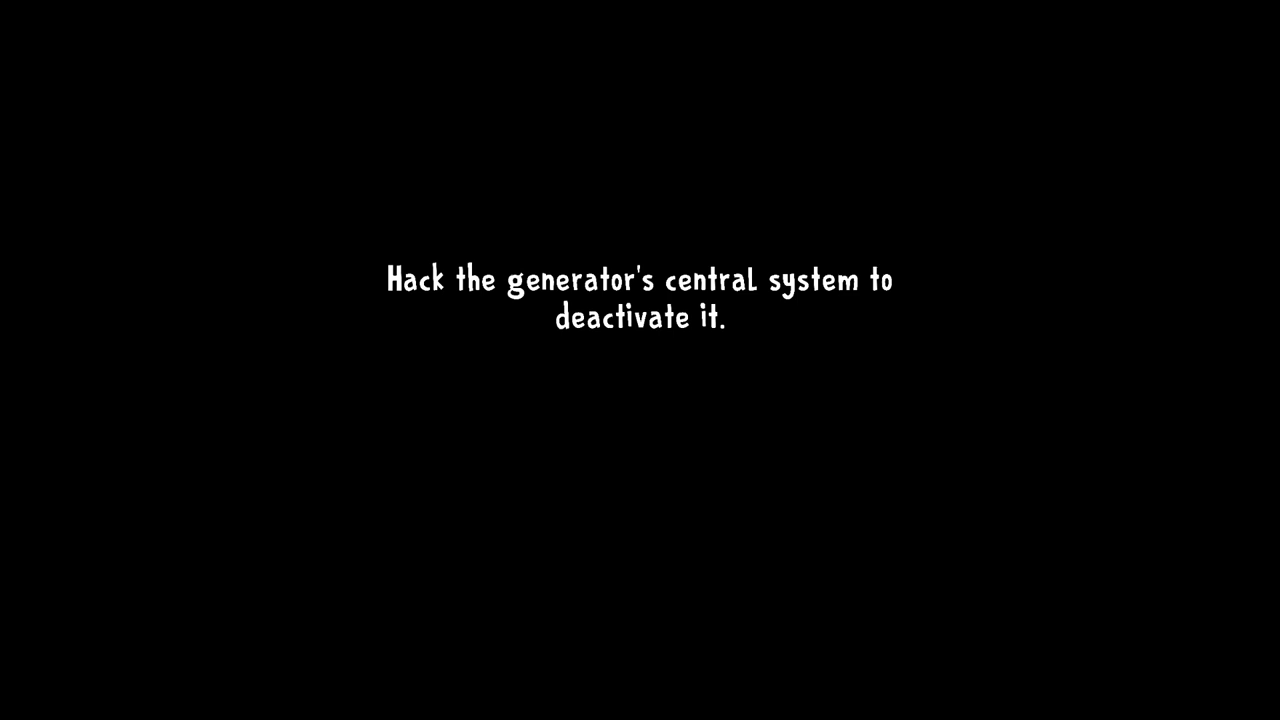 Hack the generator's central system to
deactivate it.